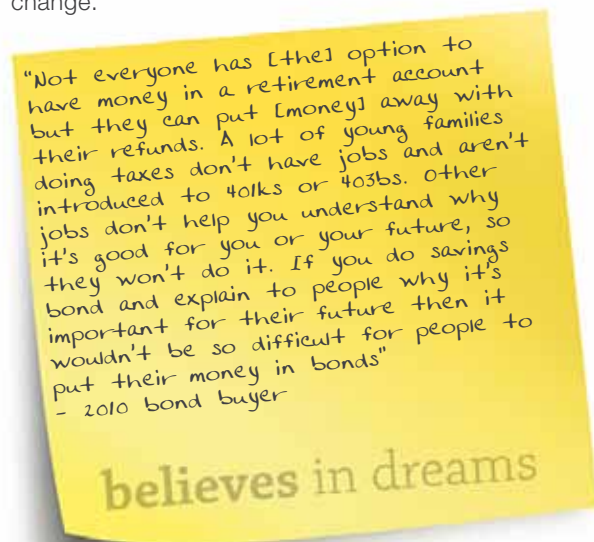 change.
"Not everyone has [the] option to
have money in a retirement account
but they can put [money] away with
their refunds. A lot of young families
doing taxes don't have jobs and aren't
introduced to 401ks or 403bs. Other
jobs don't help you understand why
it's good for you or your future, so
they won't do it. If you do savings
bond and explain to people why it's
important for their future then it
wouldn't be so difficult for people to
put their money in bonds"
- 2010 bond buyer
believes in dreams